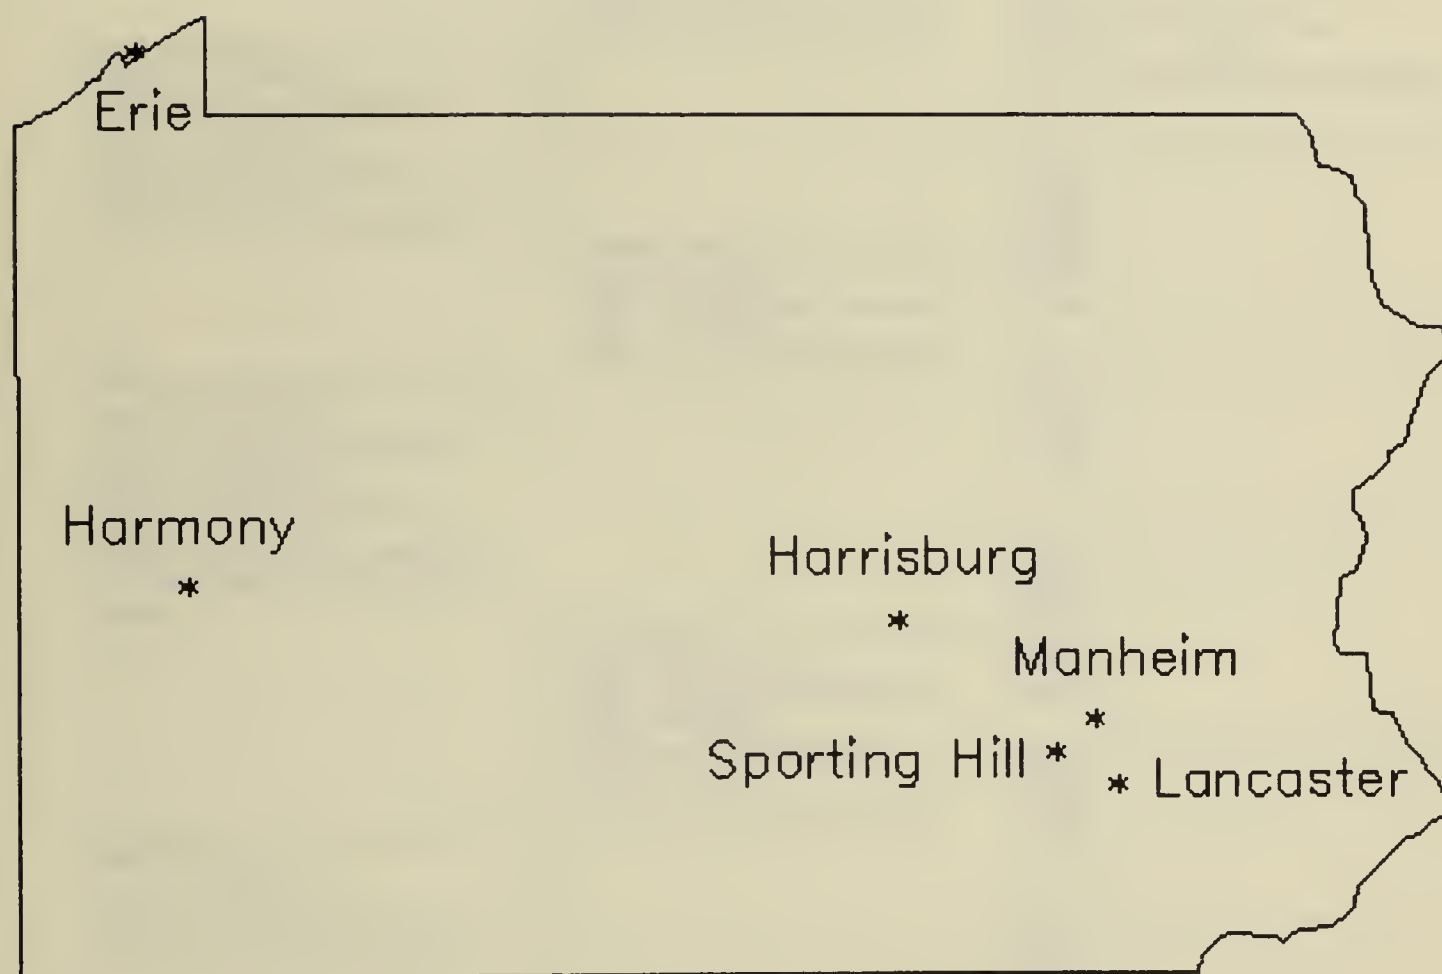 Erie
Harmony
Harrisburg
Manheim
Sporting Hill
Lancaster